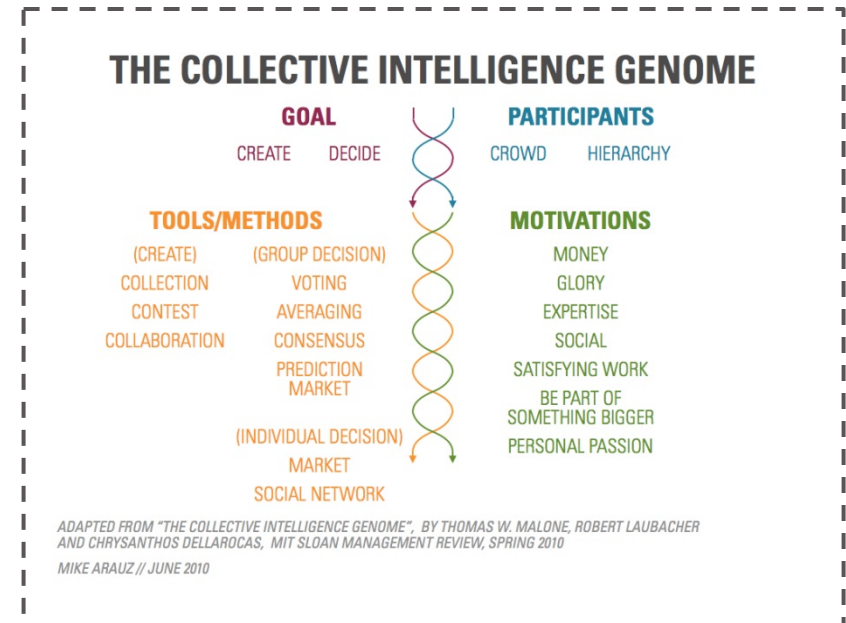 THE COLLECTIVE INTELLIGENCE GENOME
GOAL
CREATE DECIDE
PARTICIPANTS
CROWD HIERARCHY
TOOLS/METHODS
(CREATE)
COLLECTION
CONTEST
COLLABORATION
(GROUP DECISION)
VOTING
AVERAGING
CONSENSUS
PREDICTION
MARKET
(INDIVIDUAL DECISION)
MARKET
SOCIAL NETWORK
MOTIVATIONS
MONEY
GLORY
EXPERTISE
SOCIAL
SATISFYING WORK
BE PART OF
SOMETHING BIGGER
PERSONAL PASSION
ADAPTED FROM "THE COLLECTIVE INTELLIGENCE GENOME", BY THOMAS W. MALONE, ROBERT LAUBACHER
AND CHRYSANTHOS DELLAROCAS, MIT SLOAN MANAGEMENT REVIEW, SPRING 2010
MIKE ARAUZ // JUNE 2010